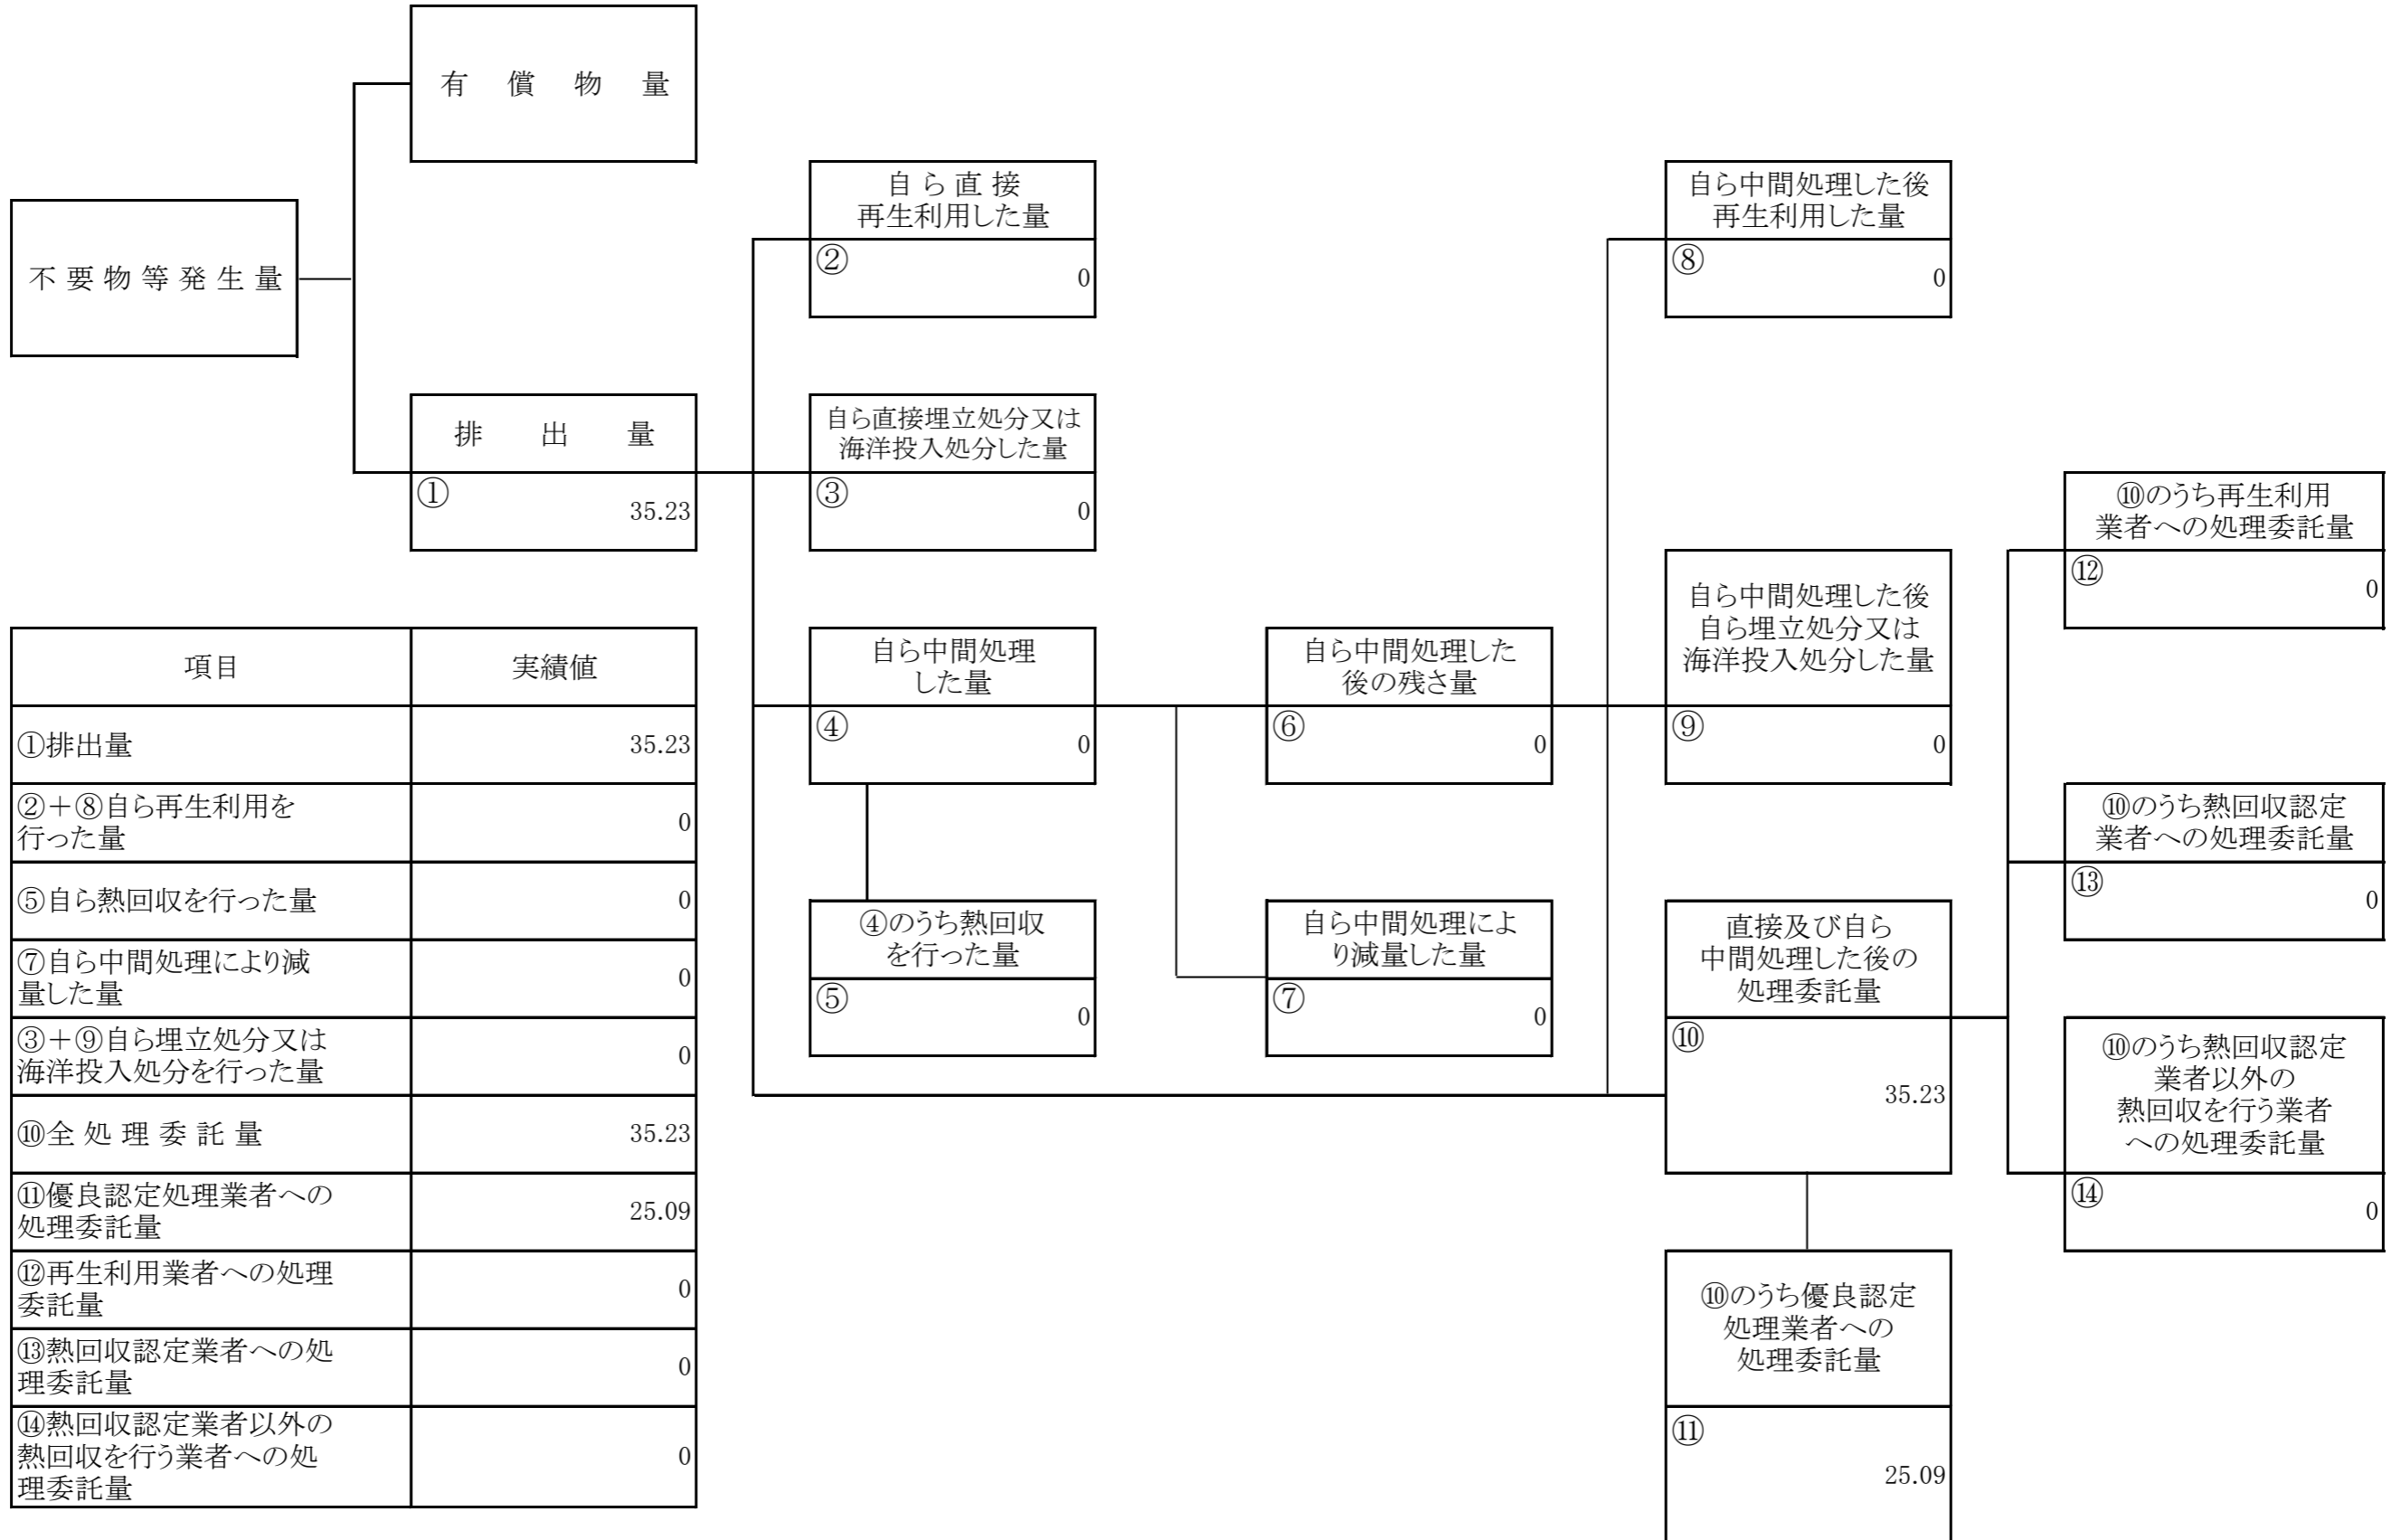 有償物量
不要物等発生量
排出量
①
35.23
自ら直接
再生利用した量
②
0
自ら直接埋立処分又は
海洋投入処分した量
③
0
自ら中間処理
した量
④
0
④のうち熱回収
を行った量
⑤
0
自ら中間処理した
後の残さ量
⑥
0
自ら中間処理によ
り減量した量
⑦
0
自ら中間処理した後
再生利用した量
⑧
0
自ら中間処理した後
自ら埋立処分又は
海洋投入処分した量
⑨
0
直接及び自ら
中間処理した後の
処理委託量
⑩
35.23
⑩のうち優良認定
処理業者への
処理委託量
⑪
25.09
⑩のうち再生利用
業者への処理委託量
⑫
0
⑩のうち熱回収認定
業者への処理委託量
⑬
0
⑩のうち熱回収認定
業者以外の
熱回収を行う業者
への処理委託量
⑭
0
項目 実績値
①排出量 35.23
②+⑧自ら再生利用を
行った量
0
⑤自ら熱回収を行った量 0
⑦自ら中間処理により減
量した量
0
③+⑨自ら埋立処分又は
海洋投入処分を行った量
0
⑩全処理委託量 35.23
⑪優良認定処理業者への
処理委託量
25.09
⑫再生利用業者への処理
委託量
0
⑬熱回収認定業者への処
理委託量
0
⑭熱回収認定業者以外の
熱回収を行う業者への処
理委託量
0